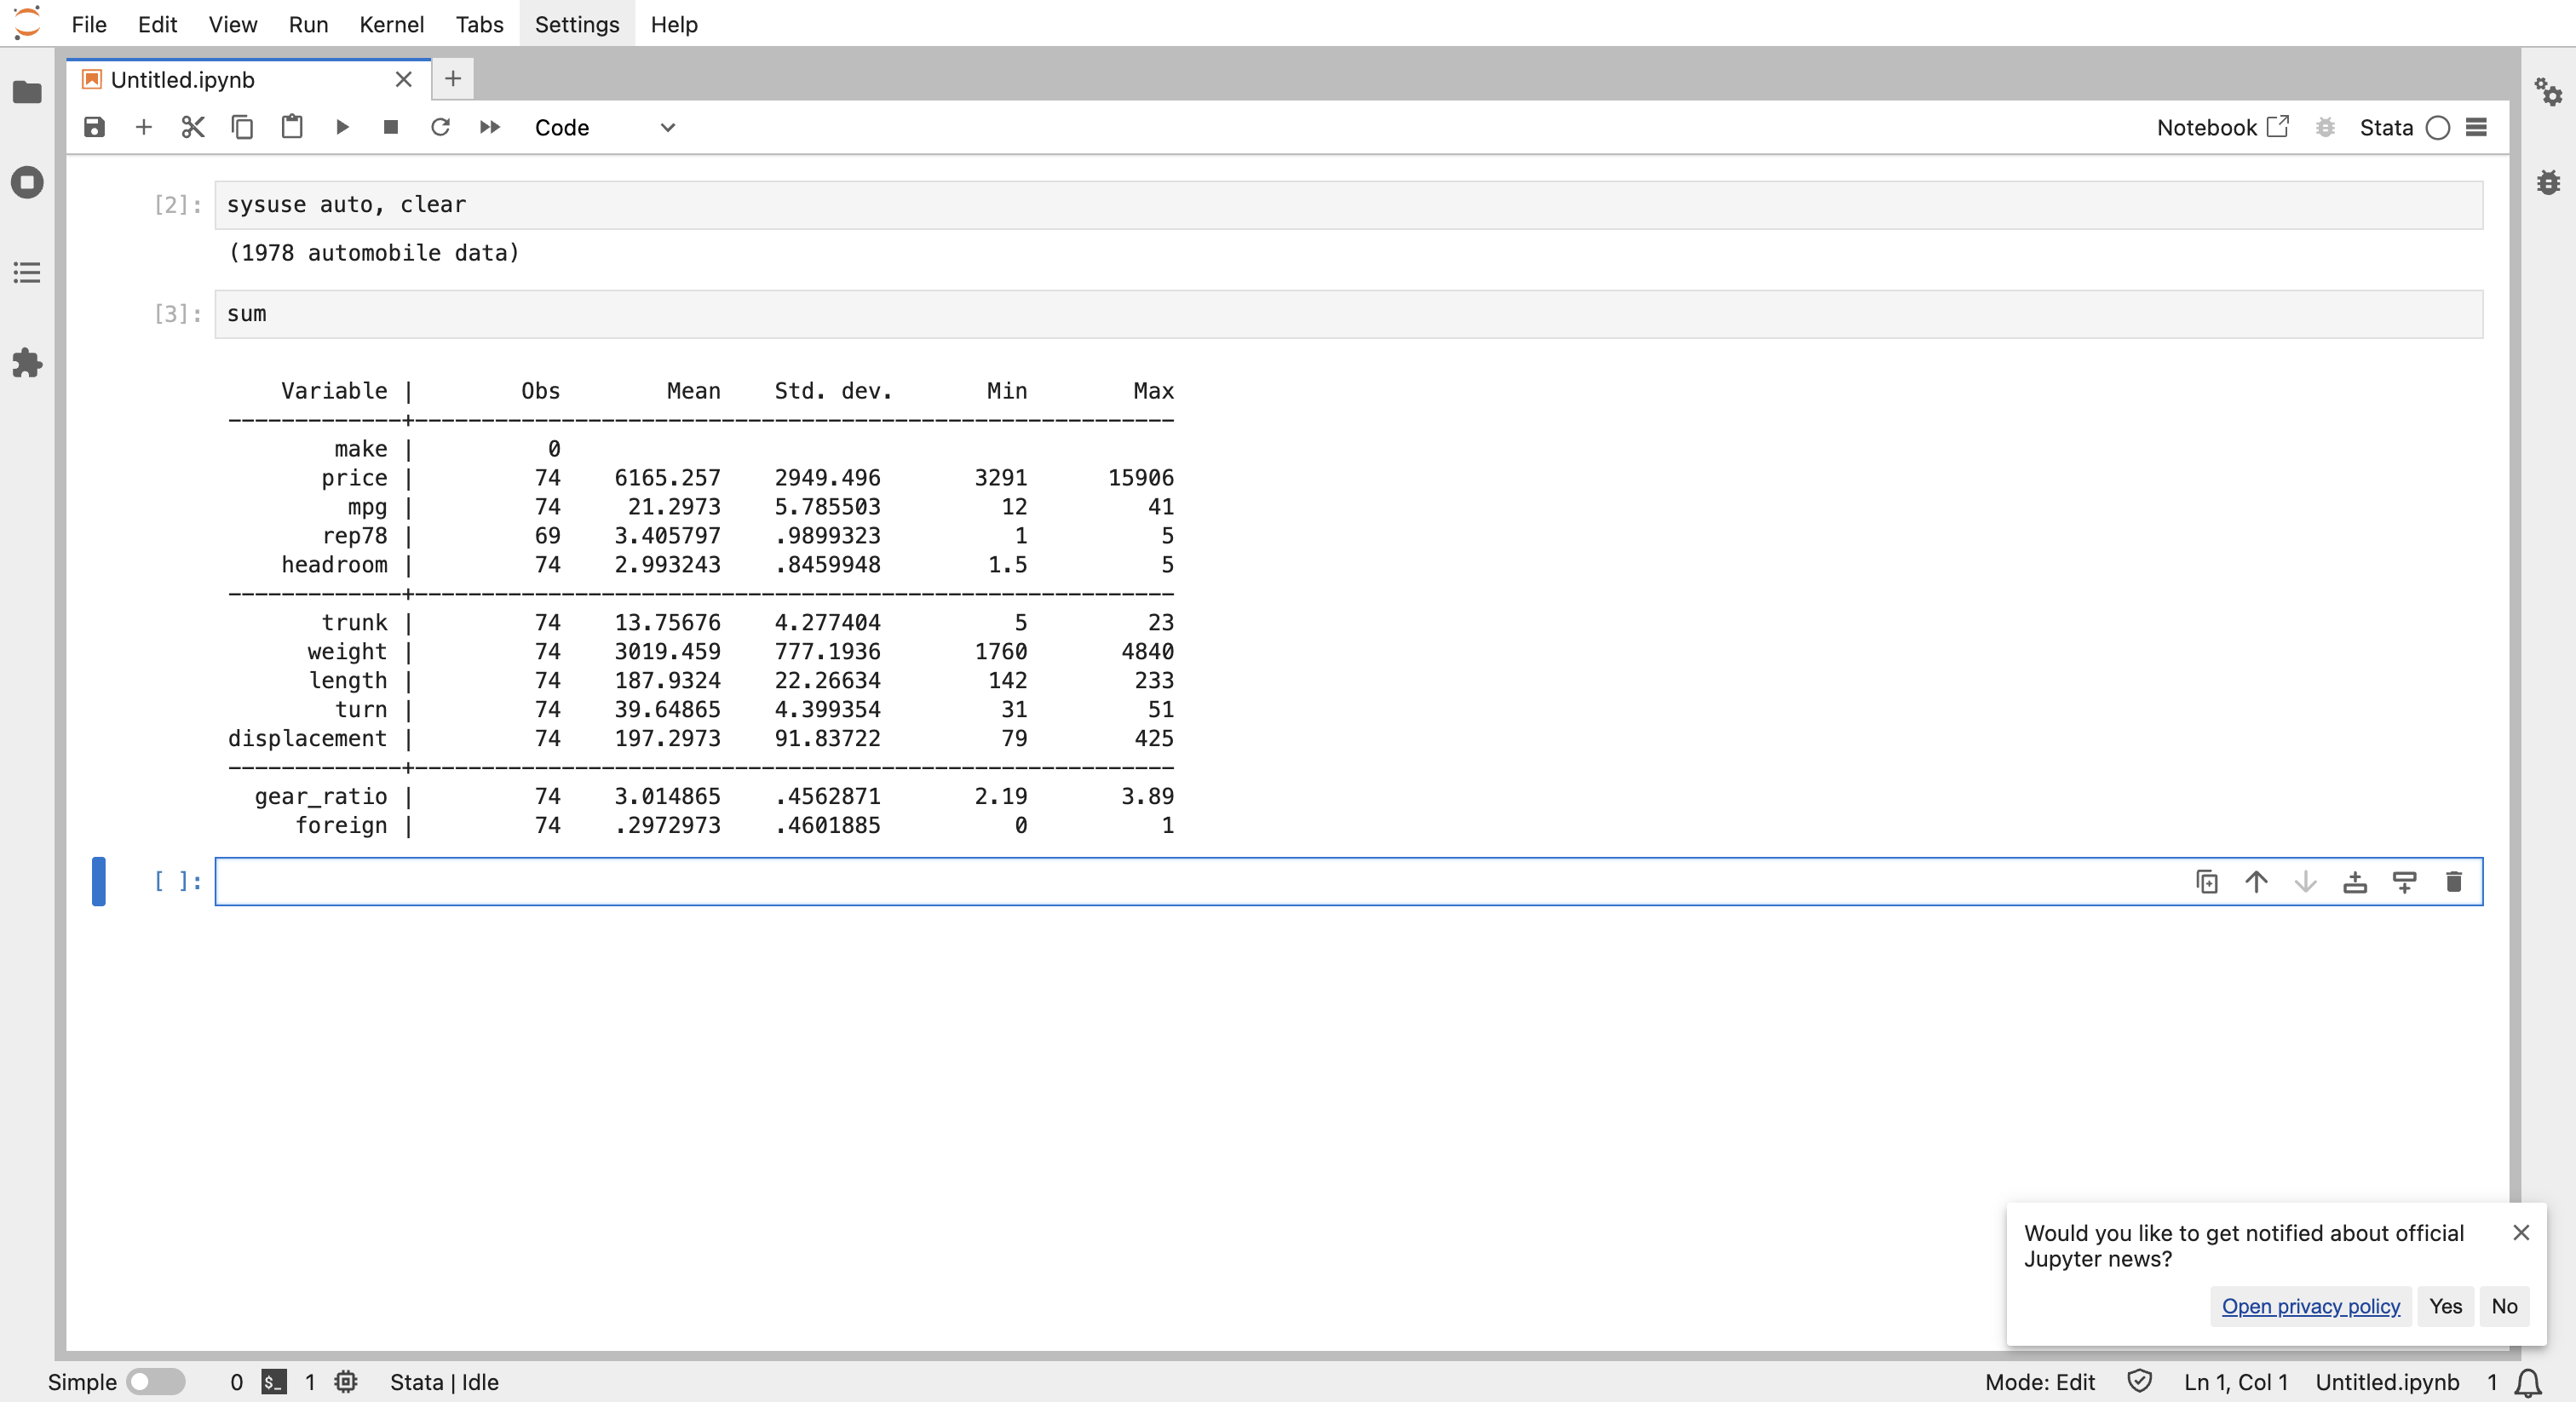 File Edit View Run Kernel Tabs Settings Help
Untitled.ipynb
Code Notebook Stata
[2]: sysuse auto, clear
(1978 automobile data)
[3]: sum
Variable | Obs Mean Std. dev. Min Max
-------------+---------------------------------------------------------
make | 0
price | 74 6165.257 2949.496 3291 15906
mpg | 74 21.2973 5.785503 12 41
rep78 | 69 3.405797 .9899323 1 5
headroom | 74 2.993243 .8459948 1.5 5
-------------+---------------------------------------------------------
trunk | 74 13.75676 4.277404 5 23
weight | 74 3019.459 777.1936 1760 4840
length | 74 187.9324 22.26634 142 233
turn | 74 39.64865 4.399354 31 51
displacement | 74 197.2973 91.83722 79 425
-------------+---------------------------------------------------------
gear_ratio | 74 3.014865 .4562871 2.19 3.89
foreign | 74 .2972973 .4601885 0 1
[ ]:
Would you like to get notified about official
Jupyter news?
Open privacy policy Yes No
Simple 0 $_ 1 Stata | Idle Mode: Edit Ln 1, Col 1 Untitled.ipynb 1